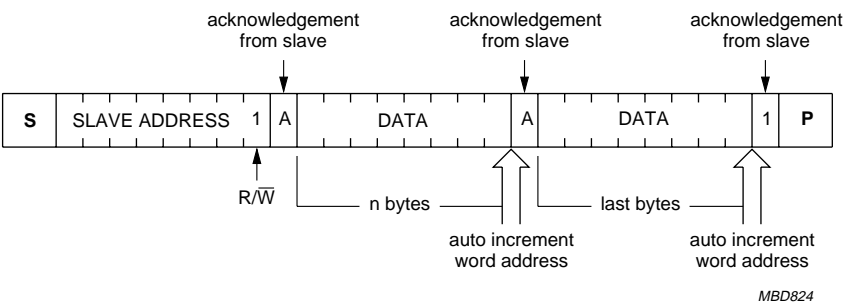 acknowledgement acknowledgement acknowledgement
from slave from slave from slave
S SLAVE ADDRESS 1 A DATA A DATA 1 P
R/W̅
n bytes last bytes
auto increment auto increment
word address word address
MBD824